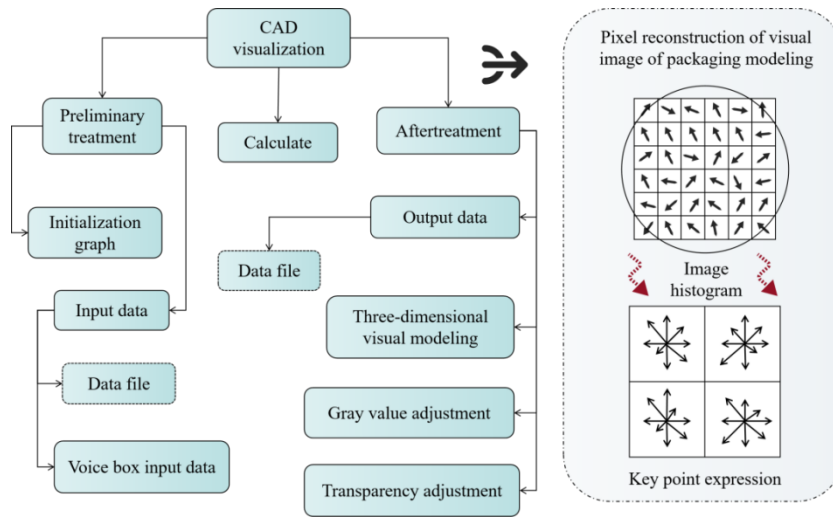 CAD
visualization
Preliminary
treatment
Calculate
Aftertreatment
Initialization
graph
Output data
Data file
Input data
Three-dimensional
visual modeling
Data file
Gray value adjustment
Voice box input data
Transparency adjustment
Pixel reconstruction of visual
image of packaging modeling
Image
histogram
Key point expression